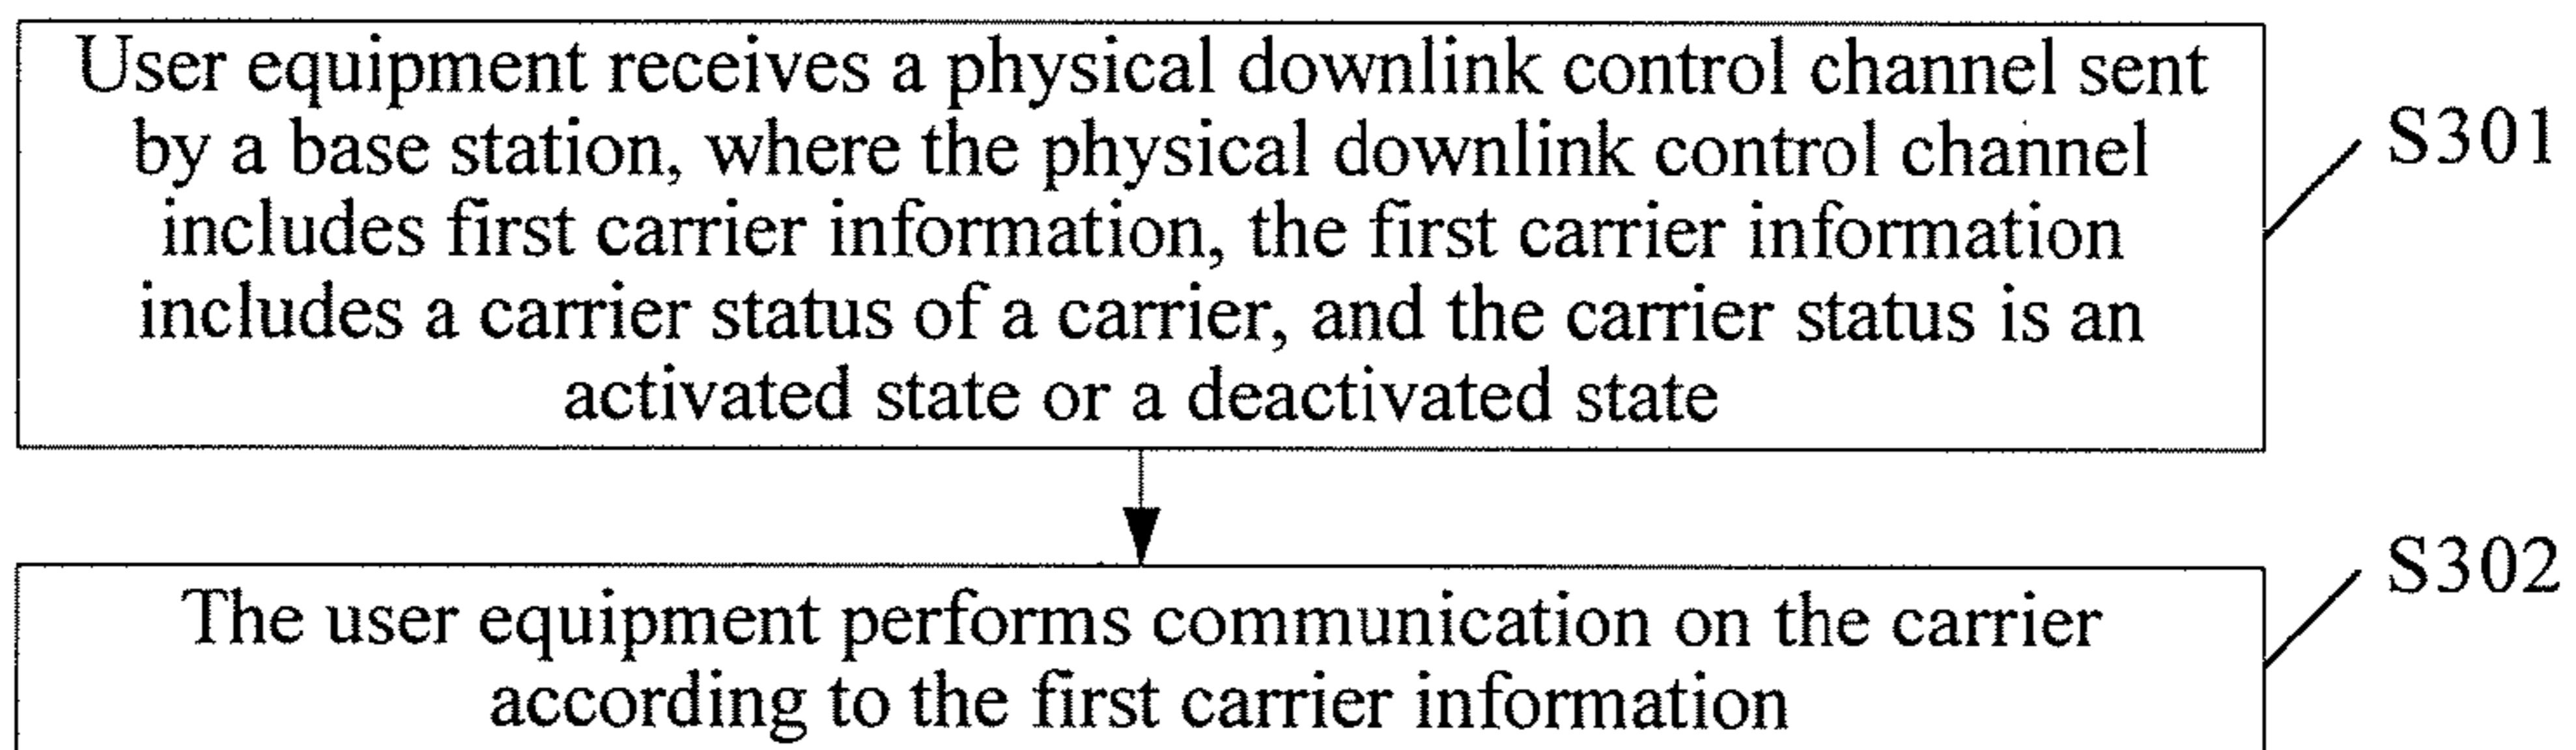 User equipment receives a physical downlink control channel sent
by a base station, where the physical downlink control channel
includes first carrier information, the first carrier information
includes a carrier status of a carrier, and the carrier status is an
activated state or a deactivated state
S301
The user equipment performs communication on the carrier
according to the first carrier information
S302